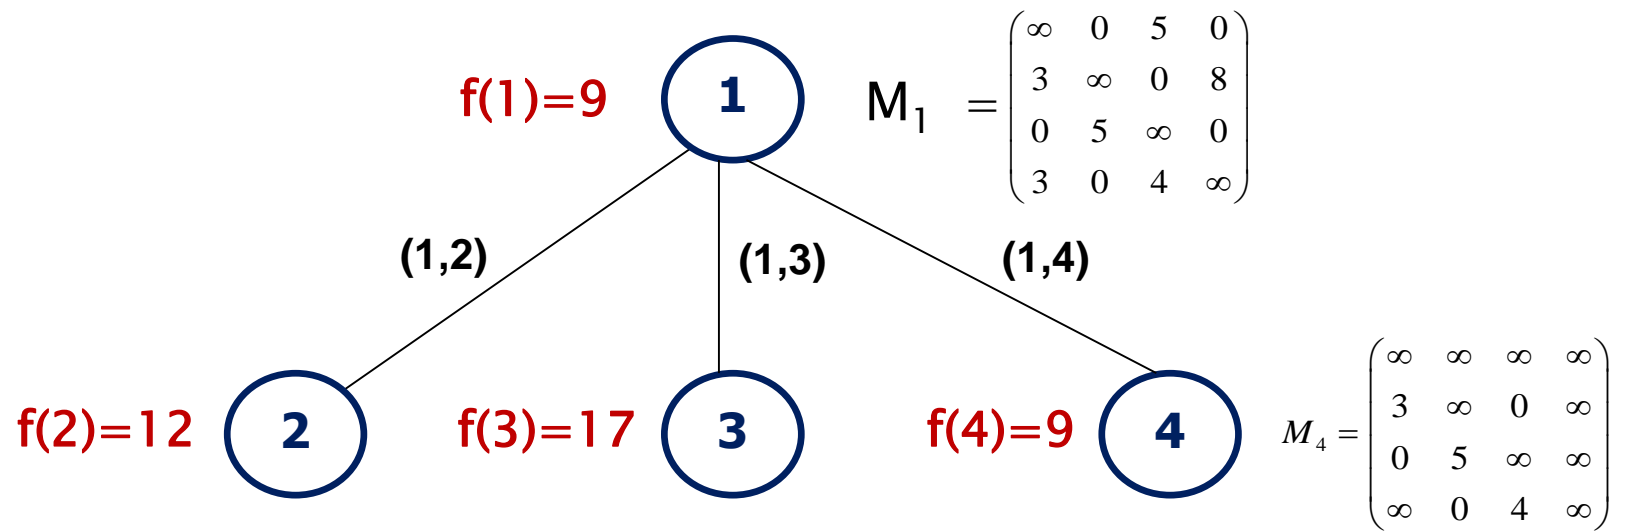 f(1)=9
1
M₁ =
∞ 0 5 0
3 ∞ 0 8
0 5 ∞ 0
3 0 4 ∞
(1,2)
(1,3)
(1,4)
f(2)=12
2
f(3)=17
3
f(4)=9
4
M₄ =
∞ ∞ ∞ ∞
3 ∞ 0 ∞
0 5 ∞ ∞
∞ 0 4 ∞